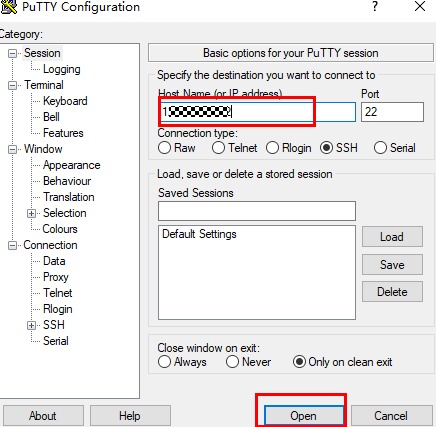 PuTTY Configuration
?
Category:
Session
Logging
Terminal
Keyboard
Bell
Features
Window
Appearance
Behaviour
Translation
Selection
Colours
Connection
Data
Proxy
Telnet
Rlogin
SSH
Serial
Basic options for your PuTTY session
Specify the destination you want to connect to
Host Name (or IP address)
Port
1
22
Connection type:
Raw
Telnet
Rlogin
SSH
Serial
Load, save or delete a stored session
Saved Sessions
Default Settings
Load
Save
Delete
Close window on exit:
Always
Never
Only on clean exit
About
Help
Open
Cancel